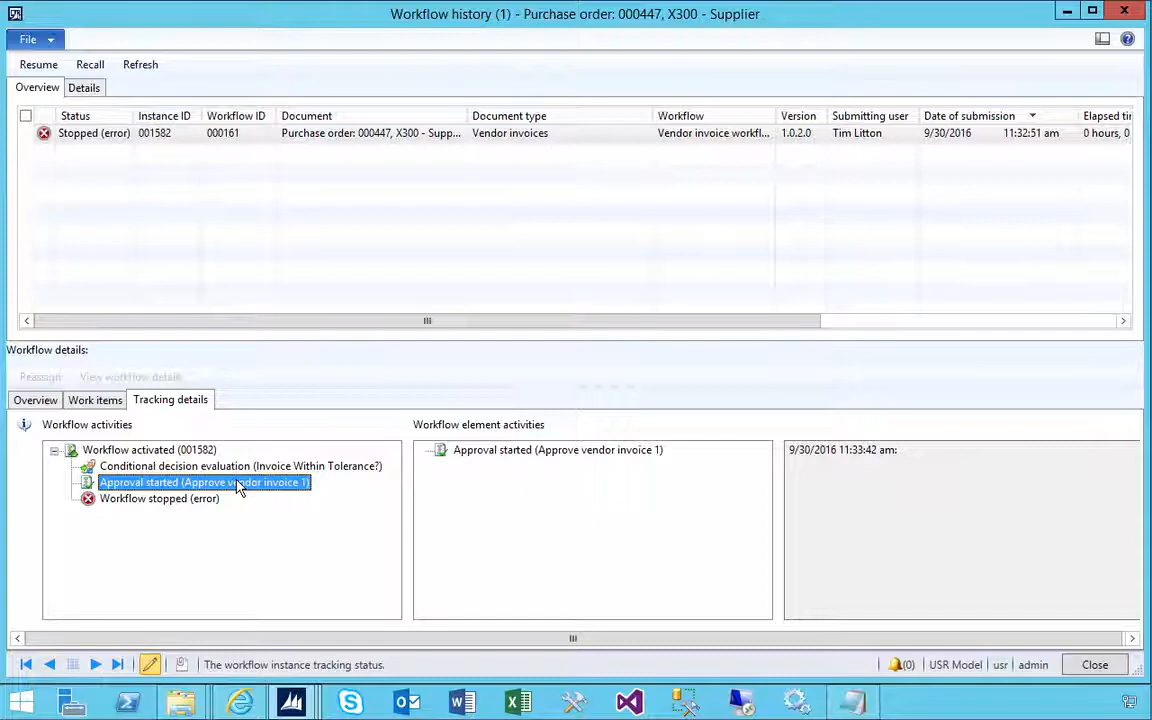 Workflow history (1) - Purchase order: 000447, X300 - Supplier
File
Resume Recall Refresh
Overview Details
Status Instance ID Workflow ID Document Document type Workflow Version Submitting user Date of submission Elapsed tir
Stopped (error) 001582 000161 Purchase order: 000447, X300 - Supp... Vendor invoices Vendor invoice workfl... 1.0.2.0 Tim Litton 9/30/2016 11:32:51 am 0 hours, 0
Workflow details:
Reassign View workflow details
Overview Work items Tracking details
Workflow activities Workflow element activities
Workflow activated (001582) Approval started (Approve vendor invoice 1) 9/30/2016 11:33:42 am:
Conditional decision evaluation (Invoice Within Tolerance?)
Approval started (Approve vendor invoice 1)
Workflow stopped (error)
The workflow instance tracking status. (0) USR Model usr admin Close